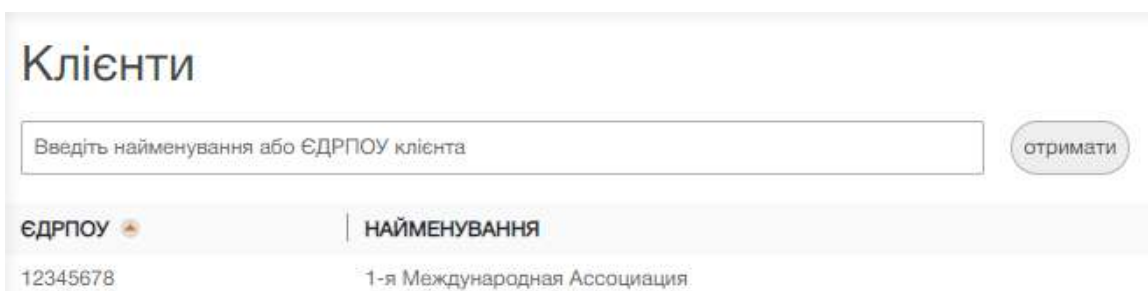 Клієнти
Введіть найменування або ЄДРПОУ клієнта
отримати
ЄДРПОУ НАЙМЕНУВАННЯ
12345678 1-я Международная Ассоциация